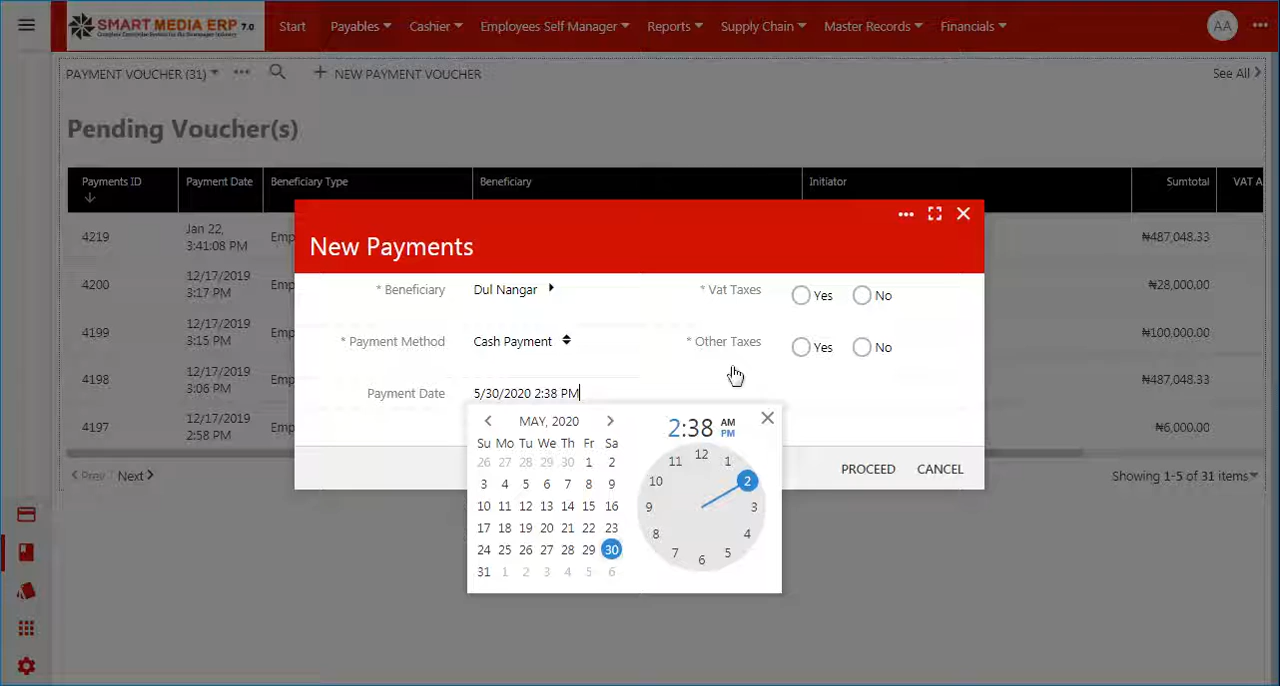 SMART MEDIA ERP 7.0
Start Payables Cashier Employees Self Manager Reports Supply Chain Master Records Financials AA
PAYMENT VOUCHER (31) NEW PAYMENT VOUCHER See All
Pending Voucher(s)
Payments ID Payment Date Beneficiary Type Beneficiary Initiator Sumtotal VAT A
4219 Jan 22, 3:41:08 PM Emp ₦487,048.33
4200 12/17/2019 3:17 PM Emp ₦28,000.00
4199 12/17/2019 3:15 PM Emp ₦100,000.00
4198 12/17/2019 3:06 PM Emp ₦487,048.33
4197 12/17/2019 2:58 PM Emp ₦6,000.00
Prev Next Showing 1-5 of 31 items
New Payments
* Beneficiary Dul Nangar * Vat Taxes Yes No
* Payment Method Cash Payment * Other Taxes Yes No
Payment Date 5/30/2020 2:38 PM
PROCEED CANCEL
MAY, 2020
Su Mo Tu We Th Fr Sa
26 27 28 29 30 1 2
3 4 5 6 7 8 9
10 11 12 13 14 15 16
17 18 19 20 21 22 23
24 25 26 27 28 29 30
31 1 2 3 4 5 6
2:38 AM PM
12 1 2 3 4 5 6 7 8 9 10 11